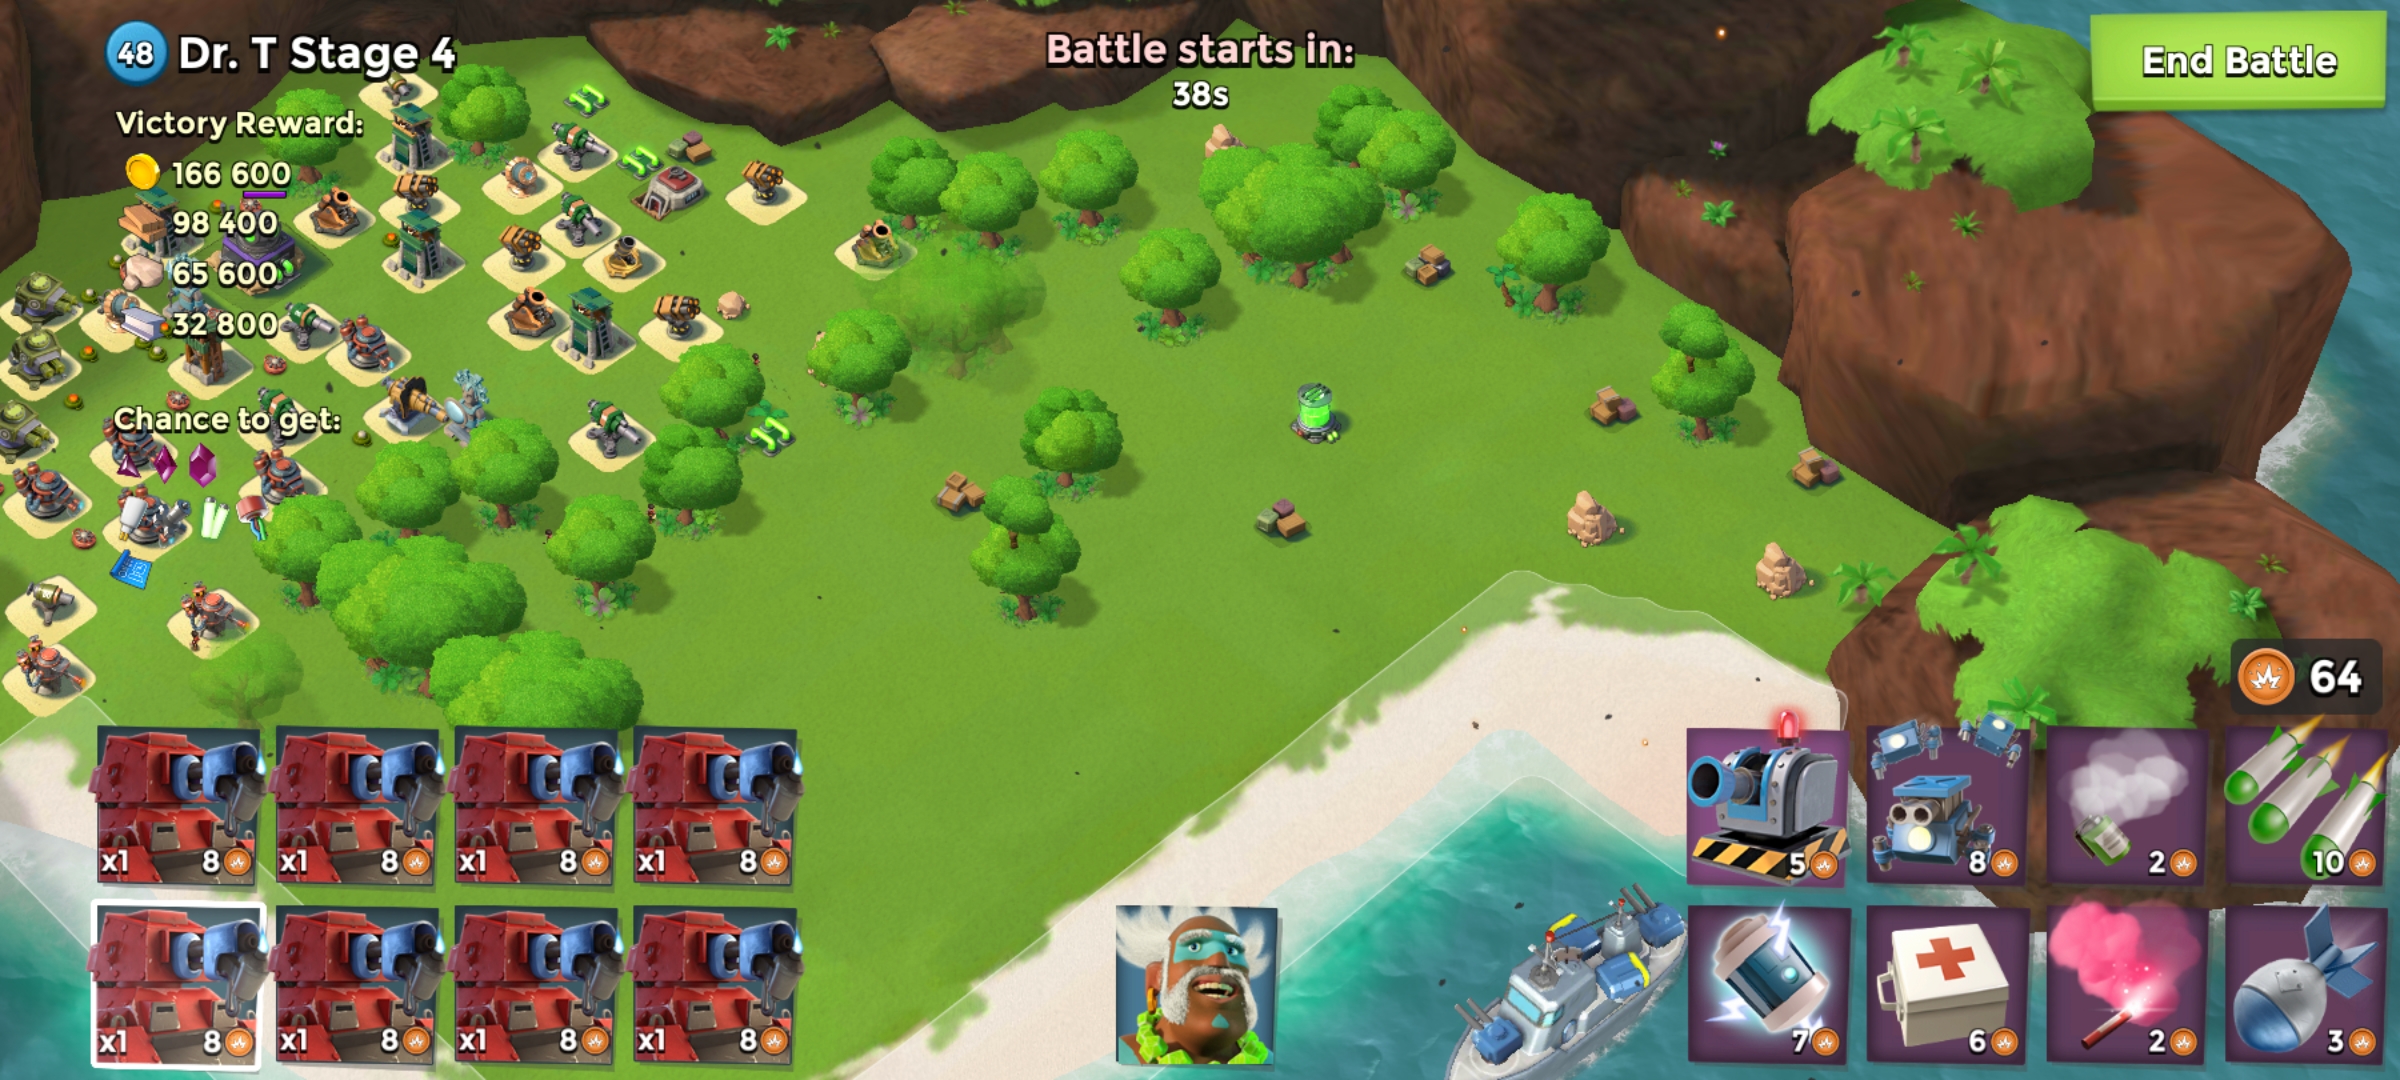 48 Dr. T Stage 4
Battle starts in:
38s
End Battle
Victory Reward:
166 600
98 400
65 600
32 800
Chance to get:
64
x1 8 x1 8 x1 8 x1 8
5 8 2 10
x1 8 x1 8 x1 8 x1 8
7 6 2 3